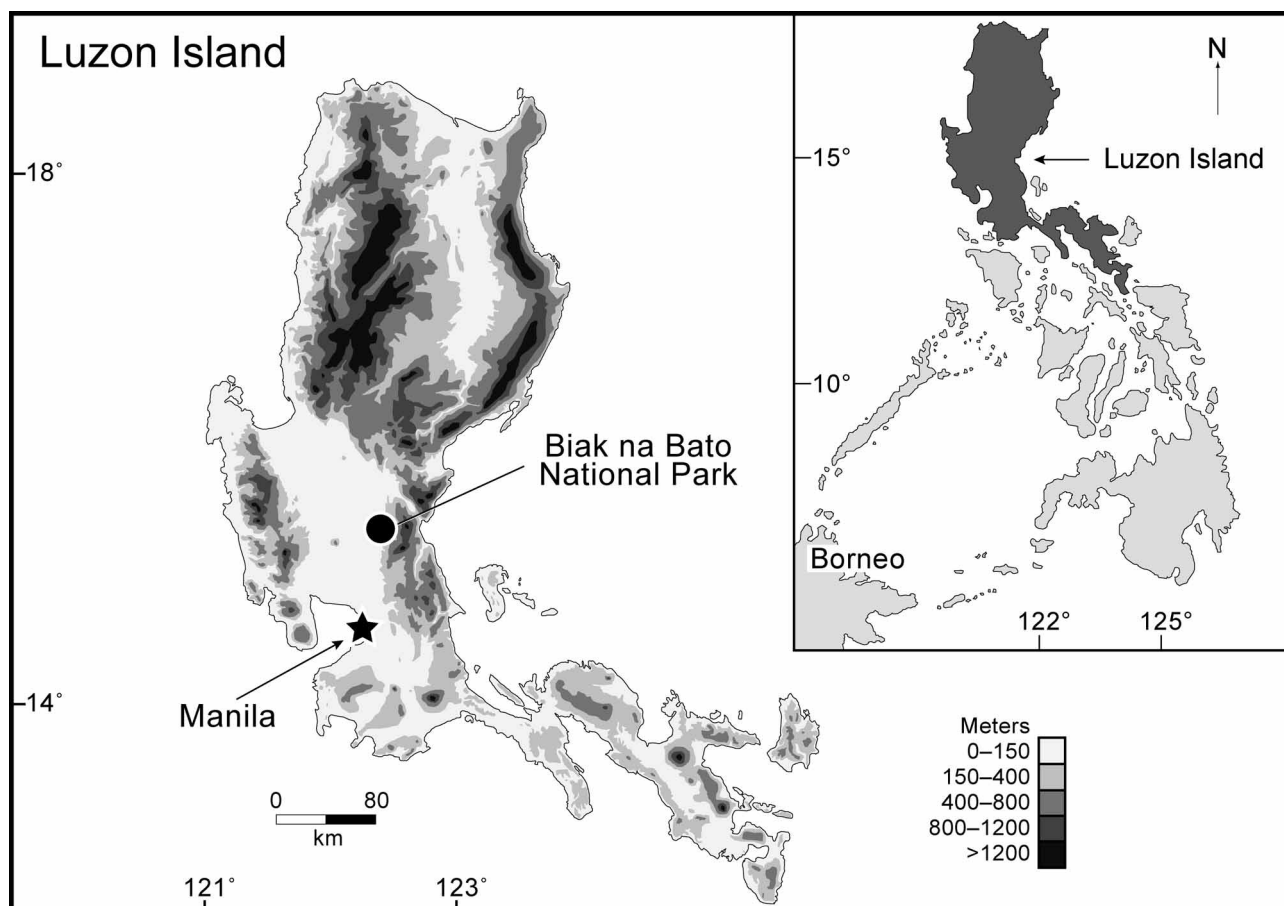 Luzon Island
18°
14°
121°
123°
Biak na Bato
National Park
Manila
0 80
km
N
15°
10°
Luzon Island
Borneo
122°
125°
Meters
0–150
150–400
400–800
800–1200
>1200